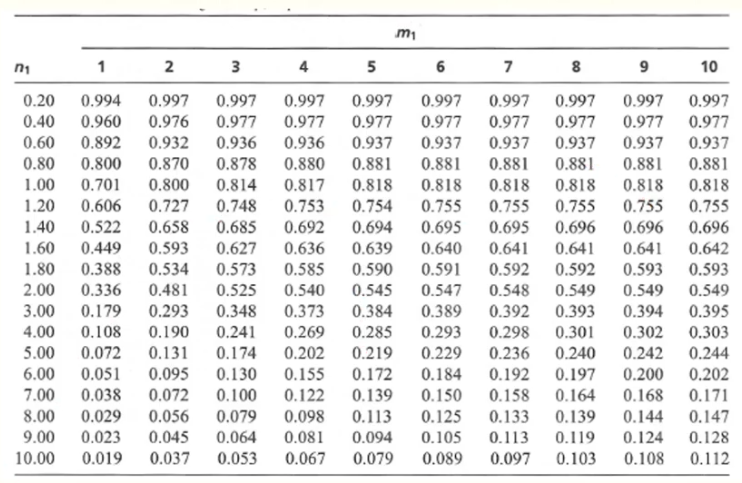 m1
n1 1 2 3 4 5 6 7 8 9 10
0.20 0.994 0.997 0.997 0.997 0.997 0.997 0.997 0.997 0.997 0.997
0.40 0.960 0.976 0.977 0.977 0.977 0.977 0.977 0.977 0.977 0.977
0.60 0.892 0.932 0.936 0.936 0.937 0.937 0.937 0.937 0.937 0.937
0.80 0.800 0.870 0.878 0.880 0.881 0.881 0.881 0.881 0.881 0.881
1.00 0.701 0.800 0.814 0.817 0.818 0.818 0.818 0.818 0.818 0.818
1.20 0.606 0.727 0.748 0.753 0.754 0.755 0.755 0.755 0.755 0.755
1.40 0.522 0.658 0.685 0.692 0.694 0.695 0.695 0.696 0.696 0.696
1.60 0.449 0.593 0.627 0.636 0.639 0.640 0.641 0.641 0.641 0.642
1.80 0.388 0.534 0.573 0.585 0.590 0.591 0.592 0.592 0.593 0.593
2.00 0.336 0.481 0.525 0.540 0.545 0.547 0.548 0.549 0.549 0.549
3.00 0.179 0.293 0.348 0.373 0.384 0.389 0.392 0.393 0.394 0.395
4.00 0.108 0.190 0.241 0.269 0.285 0.293 0.298 0.301 0.302 0.303
5.00 0.072 0.131 0.174 0.202 0.219 0.229 0.236 0.240 0.242 0.244
6.00 0.051 0.095 0.130 0.155 0.172 0.184 0.192 0.197 0.200 0.202
7.00 0.038 0.072 0.100 0.122 0.139 0.150 0.158 0.164 0.168 0.171
8.00 0.029 0.056 0.079 0.098 0.113 0.125 0.133 0.139 0.144 0.147
9.00 0.023 0.045 0.064 0.081 0.094 0.105 0.113 0.119 0.124 0.128
10.00 0.019 0.037 0.053 0.067 0.079 0.089 0.097 0.103 0.108 0.112